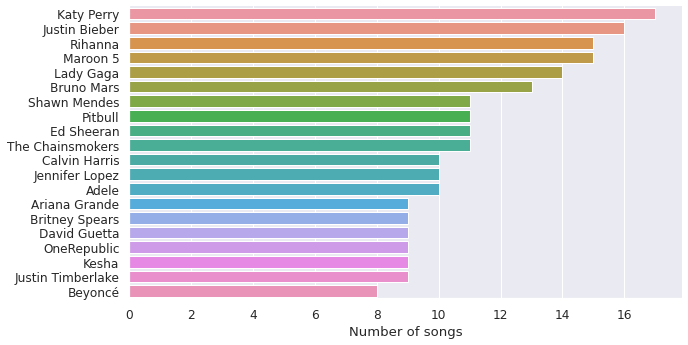 Katy Perry
Justin Bieber
Rihanna
Maroon 5
Lady Gaga
Bruno Mars
Shawn Mendes
Pitbull
Ed Sheeran
The Chainsmokers
Calvin Harris
Jennifer Lopez
Adele
Ariana Grande
Britney Spears
David Guetta
OneRepublic
Kesha
Justin Timberlake
Beyoncé
0 2 4 6 8 10 12 14 16
Number of songs